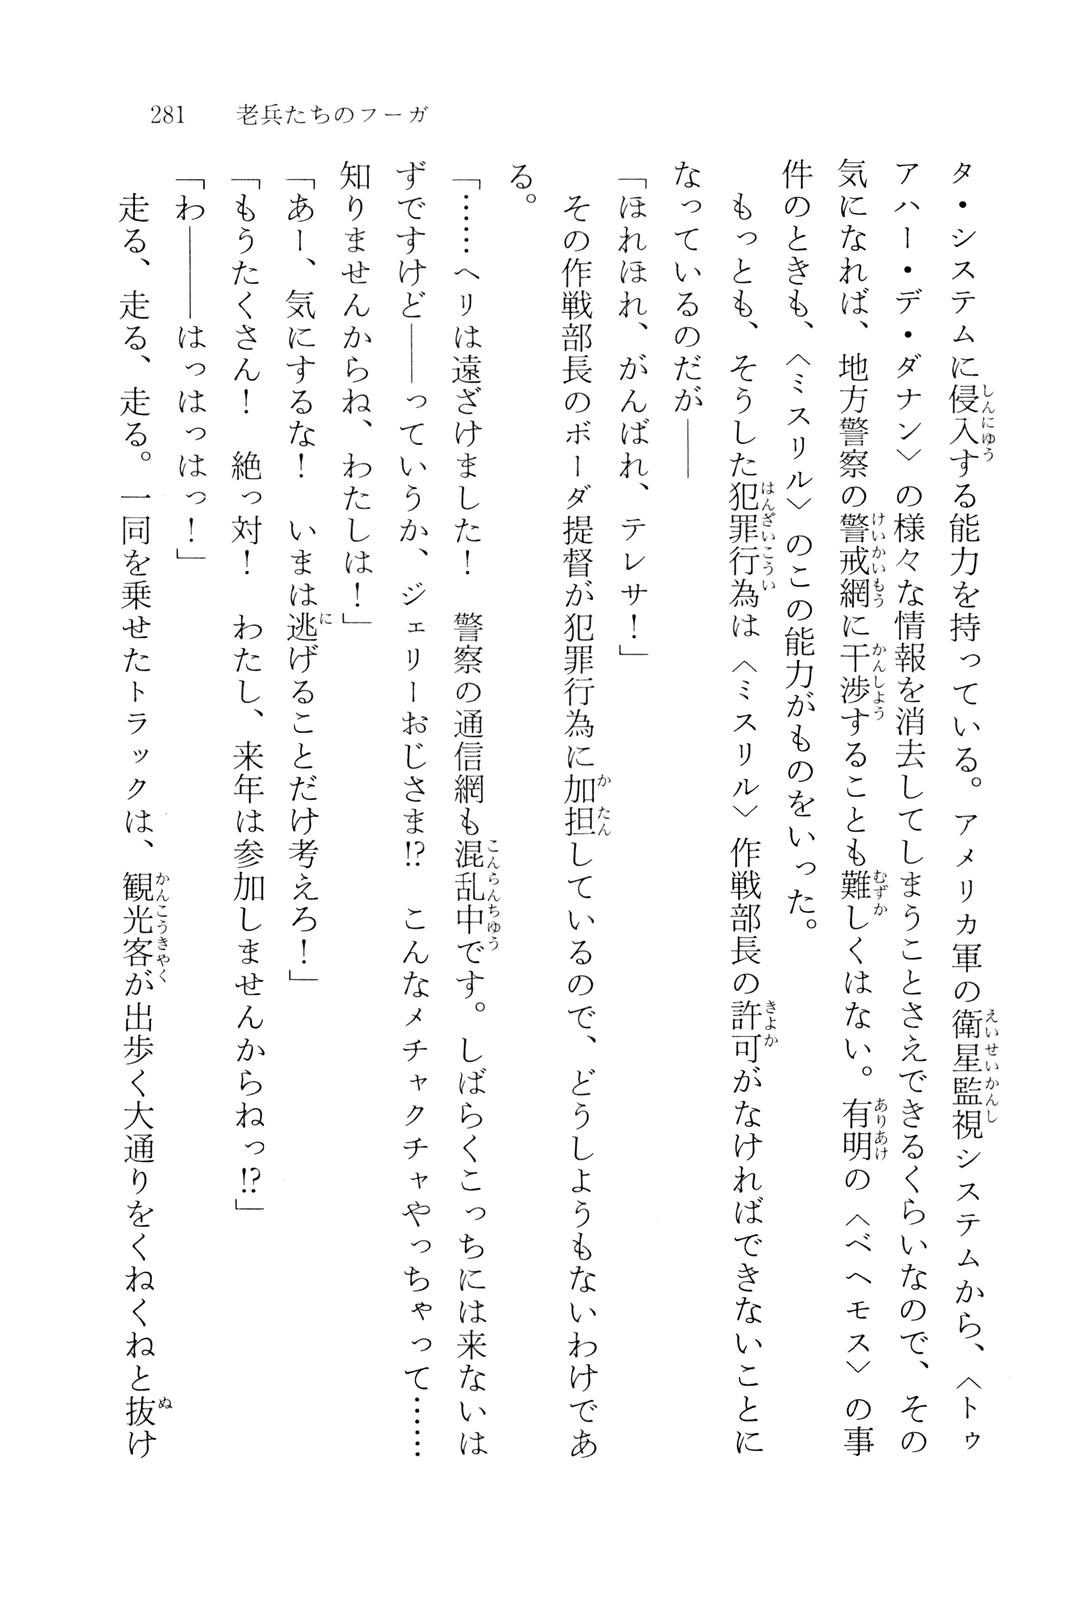 281　老兵たちのフーガ
タ・システムに侵入する能力を持っている。アメリカ軍の衛星監視システムから、〈トゥ
アハー・デ・ダナン〉の様々な情報を消去してしまうことさえできるくらいなので、その
気になれば、地方警察の警戒網に干渉することも難しくはない。有明の〈ベヘモス〉の事
件のときも、〈ミスリル〉のこの能力がものをいった。
　もっとも、そうした犯罪行為は〈ミスリル〉作戦部長の許可がなければできないことに
なっているのだが――
「ほれほれ、がんばれ、テレサ！」
　その作戦部長のボーダ提督が犯罪行為に加担しているので、どうしようもないわけであ
る。
「……ヘリは遠ざけました！　警察の通信網も混乱中です。しばらくこっちには来ないは
ずですけど――っていうか、ジェリーおじさま!?　こんなメチャクチャやっちゃって……
知りませんからね、わたしは！」
「あー、気にするな！　いまは逃げることだけ考えろ！」
「もうたくさん！　絶っ対！　わたし、来年は参加しませんからねっ!?」
「わ――はっはっはっ！」
　走る、走る、走る。一同を乗せたトラックは、観光客が出歩く大通りをくねくねと抜け